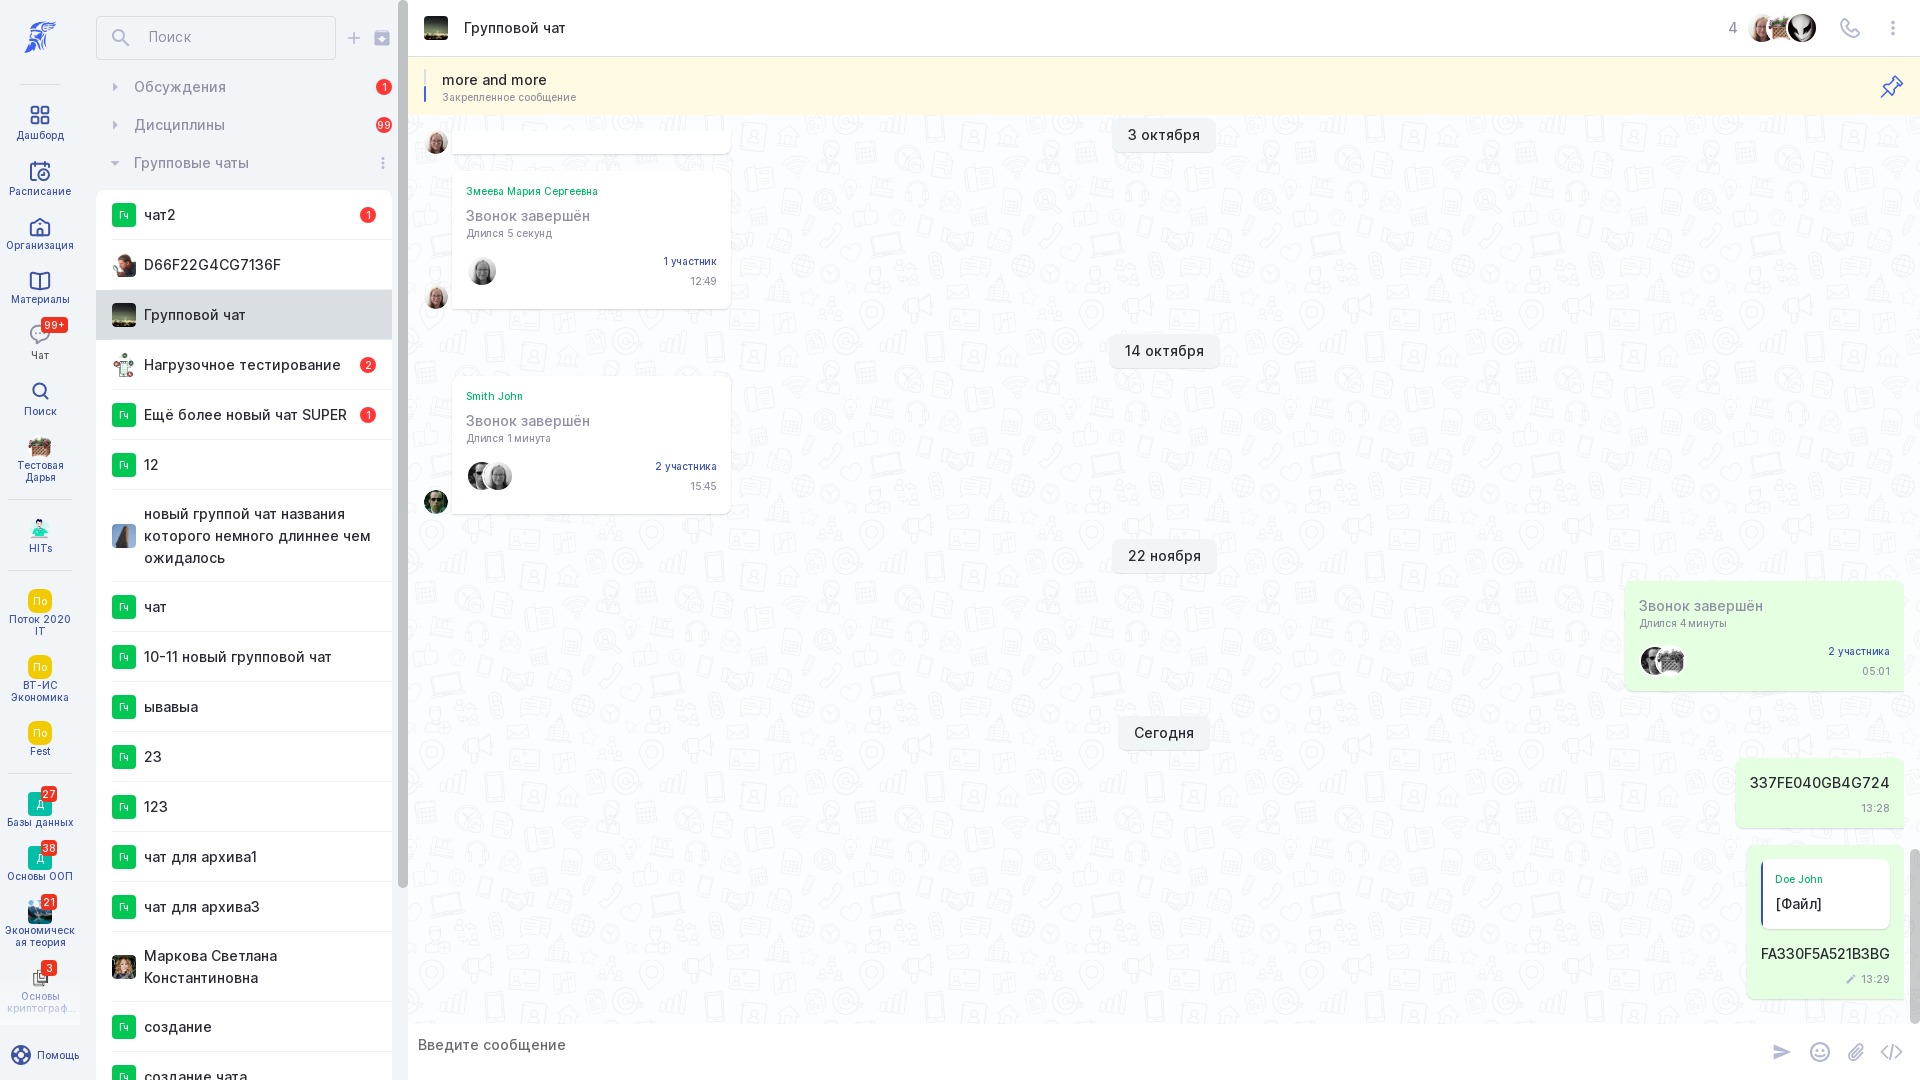 Дашборд
Расписание
Организация
Материалы
99+
Чат
Поиск
Тестовая
Дарья
HITs
По
Поток 2020
IT
По
ВТ-ИС
Экономика
По
Fest
27
Д
Базы данных
38
Д
Основы ООП
21
Экономическ
ая теория
3
Основы
криптограф...
Помощь
Поиск
Обсуждения
1
Дисциплины
99
Групповые чаты
Гч
чат2
1
D66F22G4CG7136F
Групповой чат
Нагрузочное тестирование
2
Гч
Ещё более новый чат SUPER
1
Гч
12
новый группой чат названия
которого немного длиннее чем
ожидалось
Гч
чат
Гч
10-11 новый групповой чат
Гч
ывавыа
Гч
23
Гч
123
Гч
чат для архива1
Гч
чат для архива3
Маркова Светлана
Константиновна
Гч
создание
Гч
создание чата
Групповой чат
4
more and more
Закрепленное сообщение
3 октября
Змеева Мария Сергеевна
Звонок завершён
Длился 5 секунд
1 участник
12:49
14 октября
Smith John
Звонок завершён
Длился 1 минута
2 участника
15:45
22 ноября
Звонок завершён
Длился 4 минуты
2 участника
05:01
Сегодня
337FE040GB4G724
13:28
Doe John
[Файл]
FA330F5A521B3BG
13:29
Введите сообщение